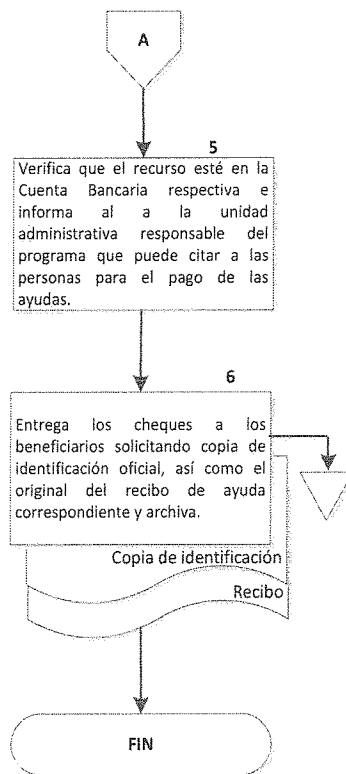 A
5
Verifica que el recurso esté en la
Cuenta Bancaria respectiva e
informa al a la unidad
administrativa responsable del
programa que puede citar a las
personas para el pago de las
ayudas.
6
Entrega los cheques a los
beneficiarios solicitando copia de
identificación oficial, así como el
original del recibo de ayuda
correspondiente y archiva.
Copia de identificación
Recibo
FIN